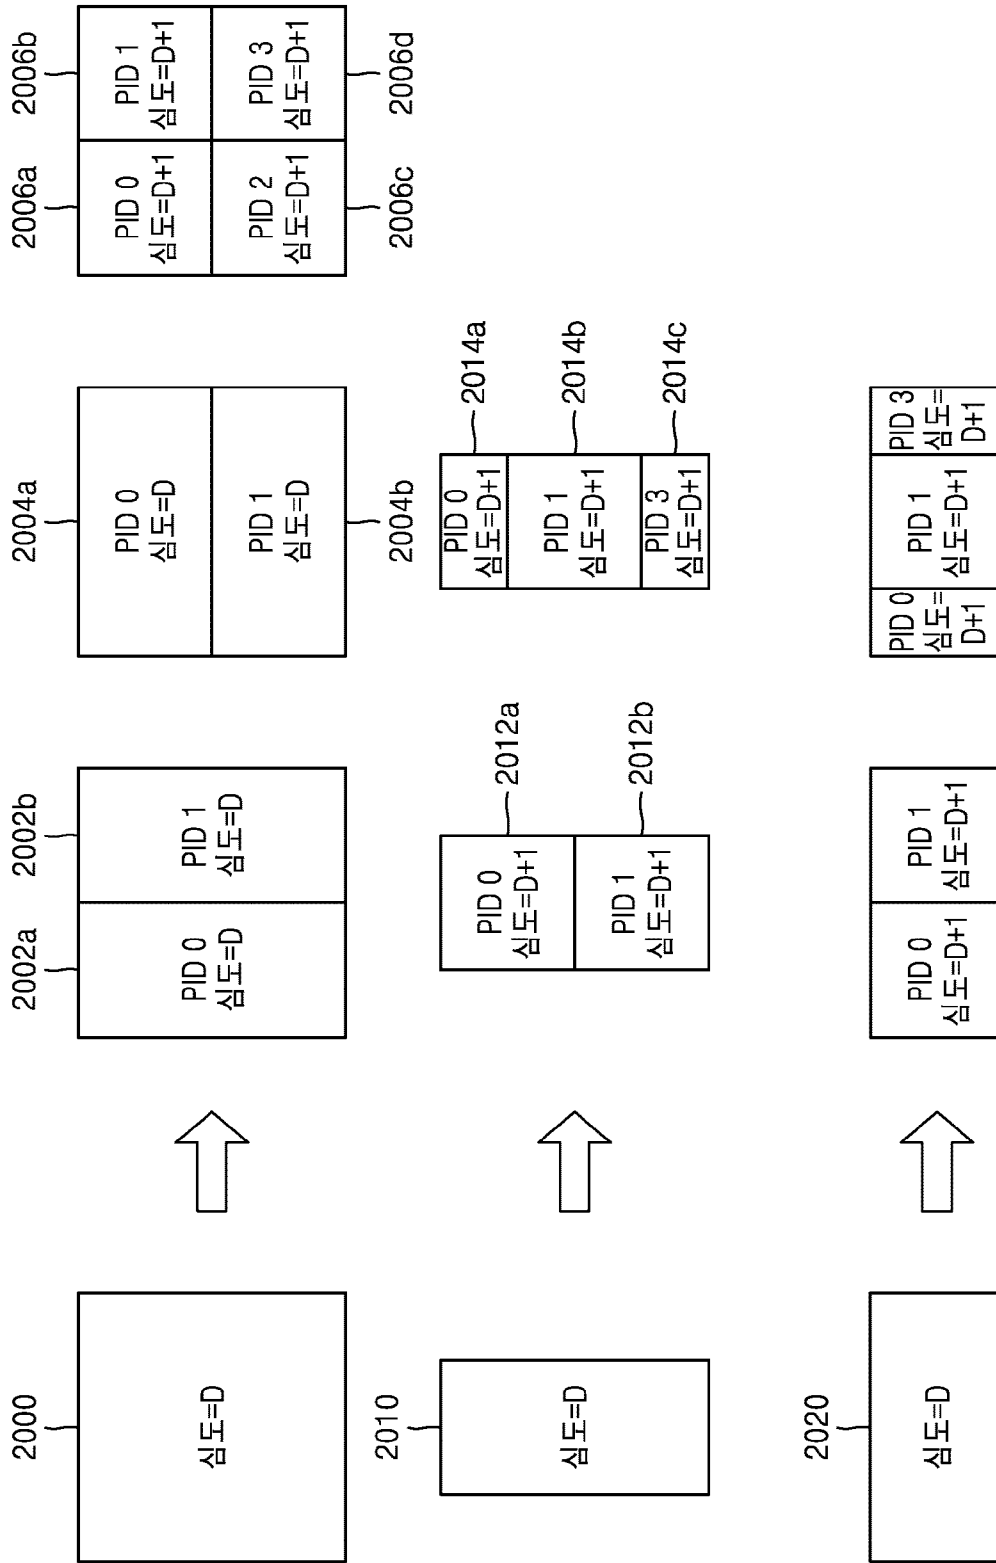 2000
심도=D
2002a
2002b
PID 0
심도=D
PID 1
심도=D
2004a
PID 0
심도=D
PID 1
심도=D
2004b
2006a
2006b
PID 0
심도=D+1
PID 1
심도=D+1
PID 2
심도=D+1
PID 3
심도=D+1
2006c
2006d
2010
심도=D
PID 0
심도=D+1
2012a
PID 1
심도=D+1
2012b
PID 0
심도=D+1
2014a
PID 1
심도=D+1
2014b
PID 3
심도=D+1
2014c
2020
심도=D
PID 0
심도=D+1
PID 1
심도=D+1
PID 0
심도=
D+1
PID 1
심도=D+1
PID 3
심도=
D+1